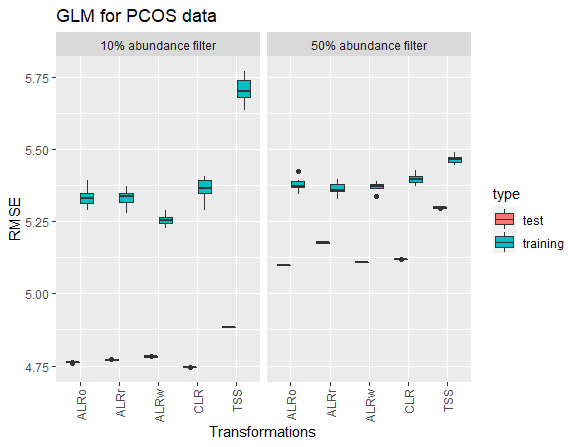 GLM for PCOS data
10% abundance filter
50% abundance filter
RMSE
5.75
5.50
5.25
5.00
4.75
ALRo
ALRr
ALRw
CLR
TSS
ALRo
ALRr
ALRw
CLR
TSS
Transformations
type
test
training